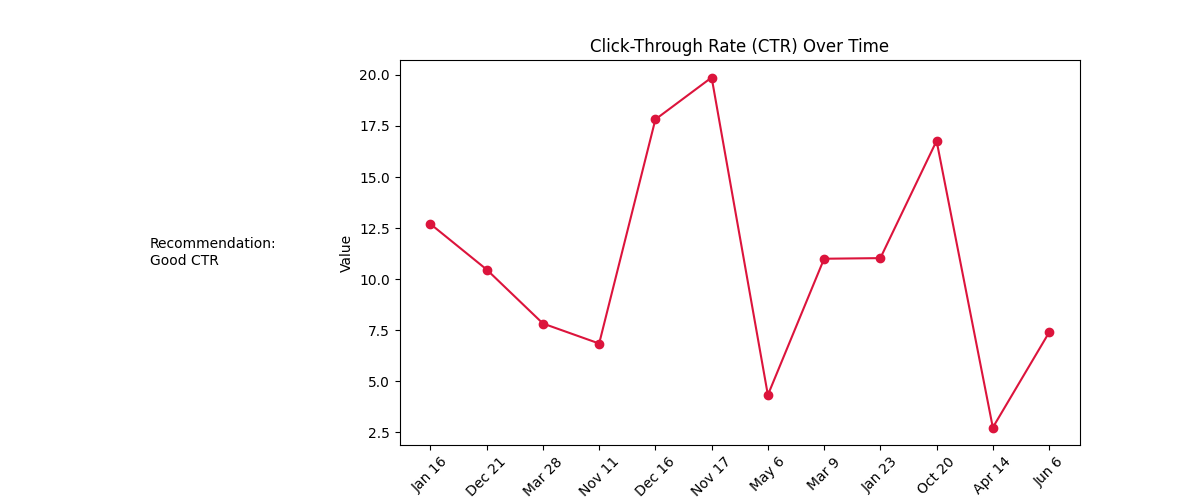 Click-Through Rate (CTR) Over Time
Recommendation:
Good CTR
Value
20.0
17.5
15.0
12.5
10.0
7.5
5.0
2.5
Jan 16
Dec 21
Mar 28
Nov 11
Dec 16
Nov 17
May 6
Mar 9
Jan 23
Oct 20
Apr 14
Jun 6